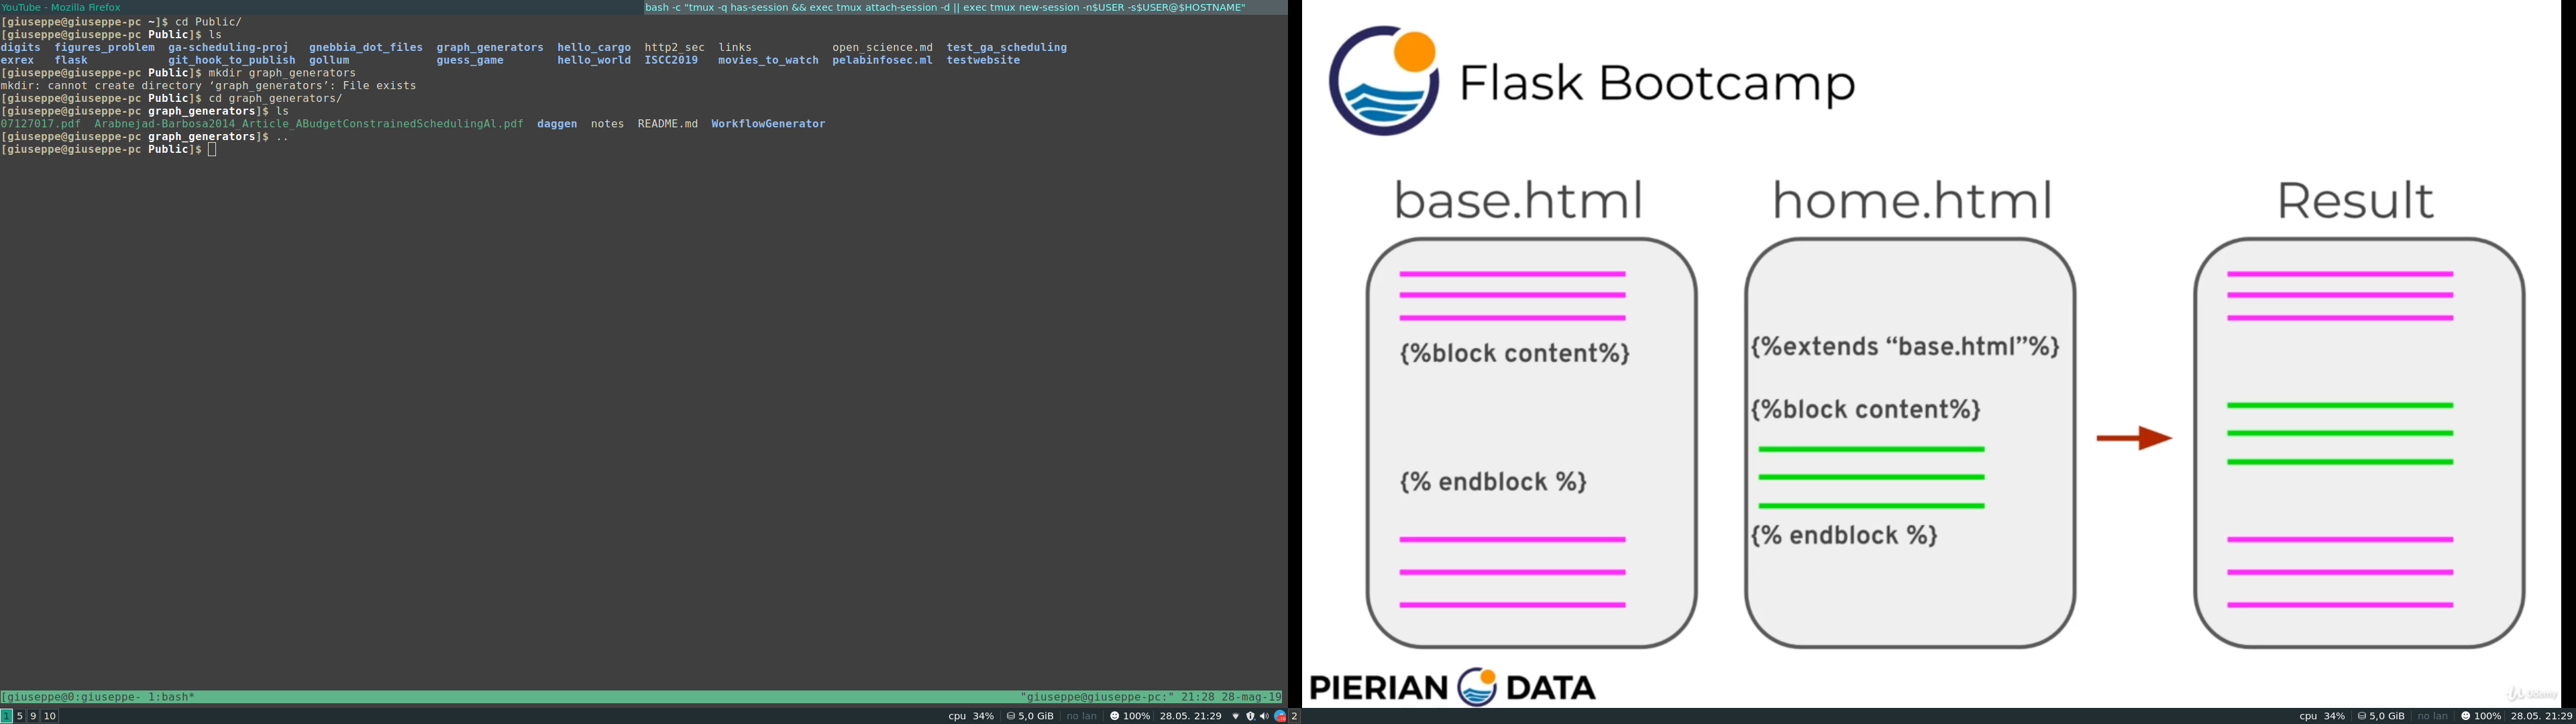 YouTube - Mozilla Firefox
bash -c "tmux -q has-session && exec tmux attach-session -d || exec tmux new-session -n$USER -s$USER@$HOSTNAME"
[giuseppe@giuseppe-pc ~]$ cd Public/
[giuseppe@giuseppe-pc Public]$ ls
digits figures_problem ga-scheduling-proj gnebbia_dot_files graph_generators hello_cargo http2_sec links open_science.md test_ga_scheduling
exrex flask git_hook_to_publish gollum guess_game hello_world ISCC2019 movies_to_watch pelabinfosec.ml testwebsite
[giuseppe@giuseppe-pc Public]$ mkdir graph_generators
mkdir: cannot create directory ‘graph_generators’: File exists
[giuseppe@giuseppe-pc Public]$ cd graph_generators/
[giuseppe@giuseppe-pc graph_generators]$ ls
07127017.pdf Arabnejad-Barbosa2014_Article_ABudgetConstrainedSchedulingAl.pdf daggen notes README.md WorkflowGenerator
[giuseppe@giuseppe-pc graph_generators]$ ..
[giuseppe@giuseppe-pc Public]$
[giuseppe@0:giuseppe- 1:bash* "giuseppe@giuseppe-pc:" 21:28 28-mag-19
1 5 9 10 cpu 34% 5,0 GiB no lan 100% 28.05. 21:29
Flask Bootcamp
base.html
{%block content%}
{% endblock %}
home.html
{%extends “base.html”%}
{%block content%}
{% endblock %}
Result
PIERIAN DATA
Udemy
2 cpu 34% 5,0 GiB no lan 100% 28.05. 21:29